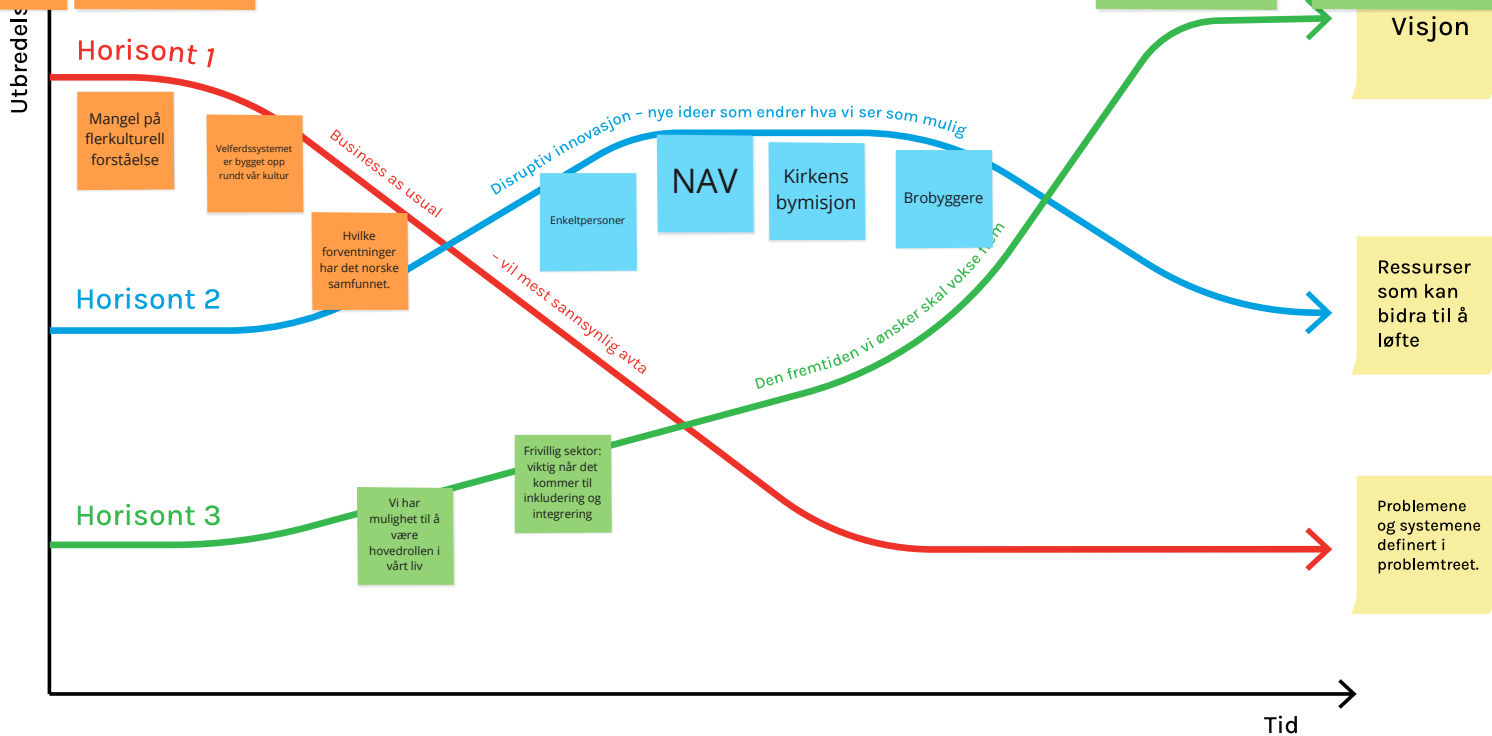 Utbredels
Visjon
Horisont 1
Mangel på
flerkulturell
forståelse
Velferdssystemet
er bygget opp
rundt vår kultur
Business as usual
– vil mest sannsynlig avta
Disruptiv innovasjon – nye ideer som endrer hva vi ser som mulig
Hvilke
forventninger
har det norske
samfunnet.
Enkeltpersoner
NAV
Kirkens
bymisjon
Brobyggere
Horisont 2
Ressurser
som kan
bidra til å
løfte
Den fremtiden vi ønsker skal vokse frem
Horisont 3
Vi har
mulighet til å
være
hovedrollen i
vårt liv
Frivillig sektor:
viktig når det
kommer til
inkludering og
integrering
Problemene
og systemene
definert i
problemtreet.
Tid